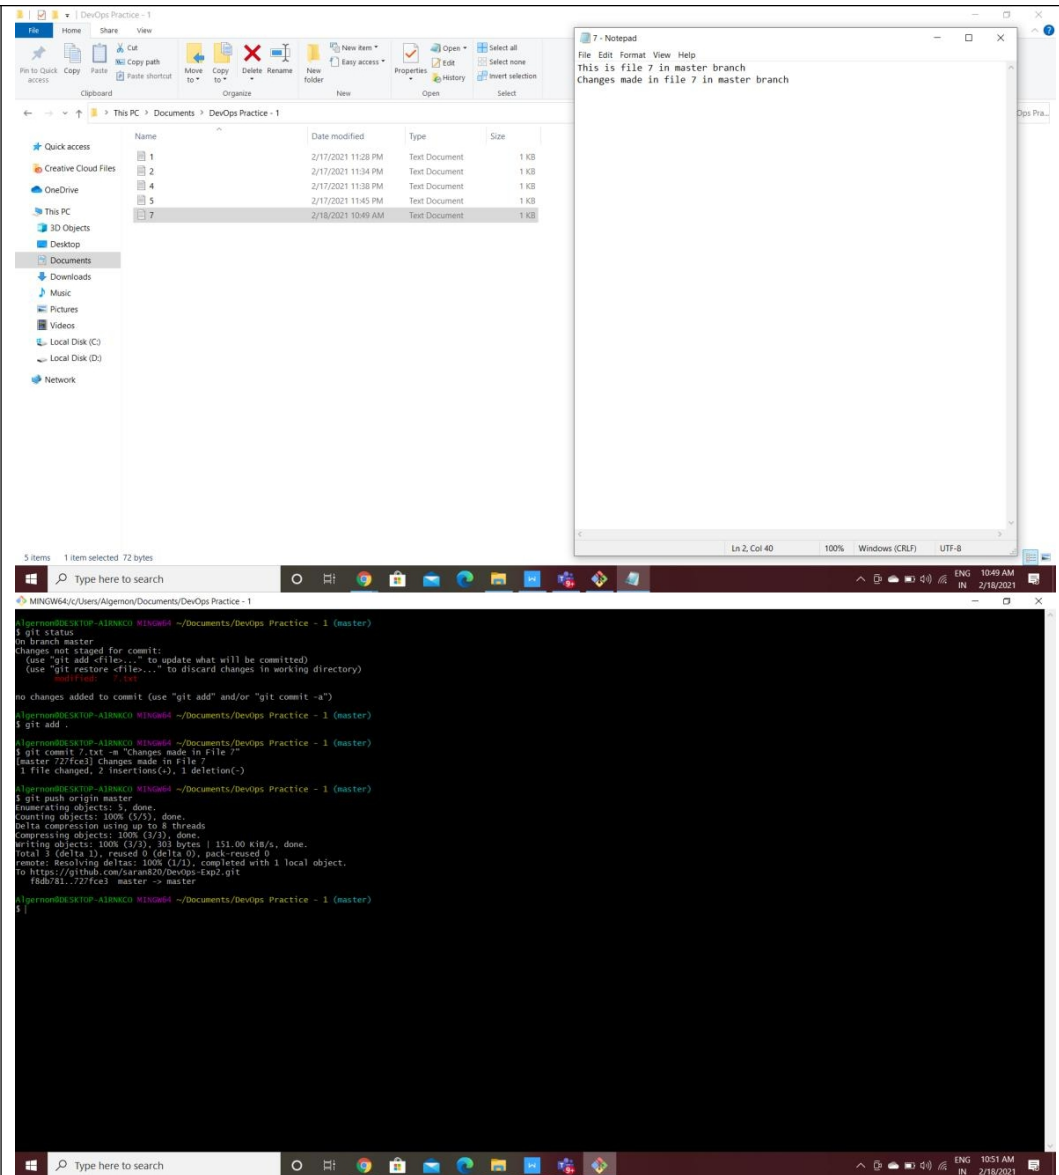 DevOps Practice - 1
File Home Share View
Pin to Quick access
Copy
Paste
Cut
Copy path
Paste shortcut
Clipboard
Move to
Copy to
Delete
Rename
Organize
New folder
New item
Easy access
New
Properties
Open
Edit
History
Open
Select all
Select none
Invert selection
Select
This PC > Documents > DevOps Practice - 1
Ops Pra...
Quick access
Creative Cloud Files
OneDrive
This PC
3D Objects
Desktop
Documents
Downloads
Music
Pictures
Videos
Local Disk (C:)
Local Disk (D:)
Network
Name Date modified Type Size
1 2/17/2021 11:28 PM Text Document 1 KB
2 2/17/2021 11:34 PM Text Document 1 KB
4 2/17/2021 11:38 PM Text Document 1 KB
5 2/17/2021 11:45 PM Text Document 1 KB
7 2/18/2021 10:49 AM Text Document 1 KB
5 items 1 item selected 72 bytes
7 - Notepad
File Edit Format View Help
This is file 7 in master branch
Changes made in file 7 in master branch
Ln 2, Col 40 100% Windows (CRLF) UTF-8
Type here to search
ENG 10:49 AM
IN 2/18/2021
MINGW64:/c/Users/Algernon/Documents/DevOps Practice - 1
Algernon@DESKTOP-A1RNKCO MINGW64 ~/Documents/DevOps Practice - 1 (master)
$ git status
On branch master
Changes not staged for commit:
(use "git add <file>..." to update what will be committed)
(use "git restore <file>..." to discard changes in working directory)
modified: 7.txt
no changes added to commit (use "git add" and/or "git commit -a")
Algernon@DESKTOP-A1RNKCO MINGW64 ~/Documents/DevOps Practice - 1 (master)
$ git add .
Algernon@DESKTOP-A1RNKCO MINGW64 ~/Documents/DevOps Practice - 1 (master)
$ git commit 7.txt -m "Changes made in File 7"
[master 727fce3] Changes made in File 7
1 file changed, 2 insertions(+), 1 deletion(-)
Algernon@DESKTOP-A1RNKCO MINGW64 ~/Documents/DevOps Practice - 1 (master)
$ git push origin master
Enumerating objects: 5, done.
Counting objects: 100% (5/5), done.
Delta compression using up to 8 threads
Compressing objects: 100% (3/3), done.
Writing objects: 100% (3/3), 303 bytes | 151.00 KiB/s, done.
Total 3 (delta 1), reused 0 (delta 0), pack-reused 0
remote: Resolving deltas: 100% (1/1), completed with 1 local object.
To https://github.com/saran820/DevOps-Exp2.git
f8db781..727fce3 master -> master
Algernon@DESKTOP-A1RNKCO MINGW64 ~/Documents/DevOps Practice - 1 (master)
$
Type here to search
ENG 10:51 AM
IN 2/18/2021